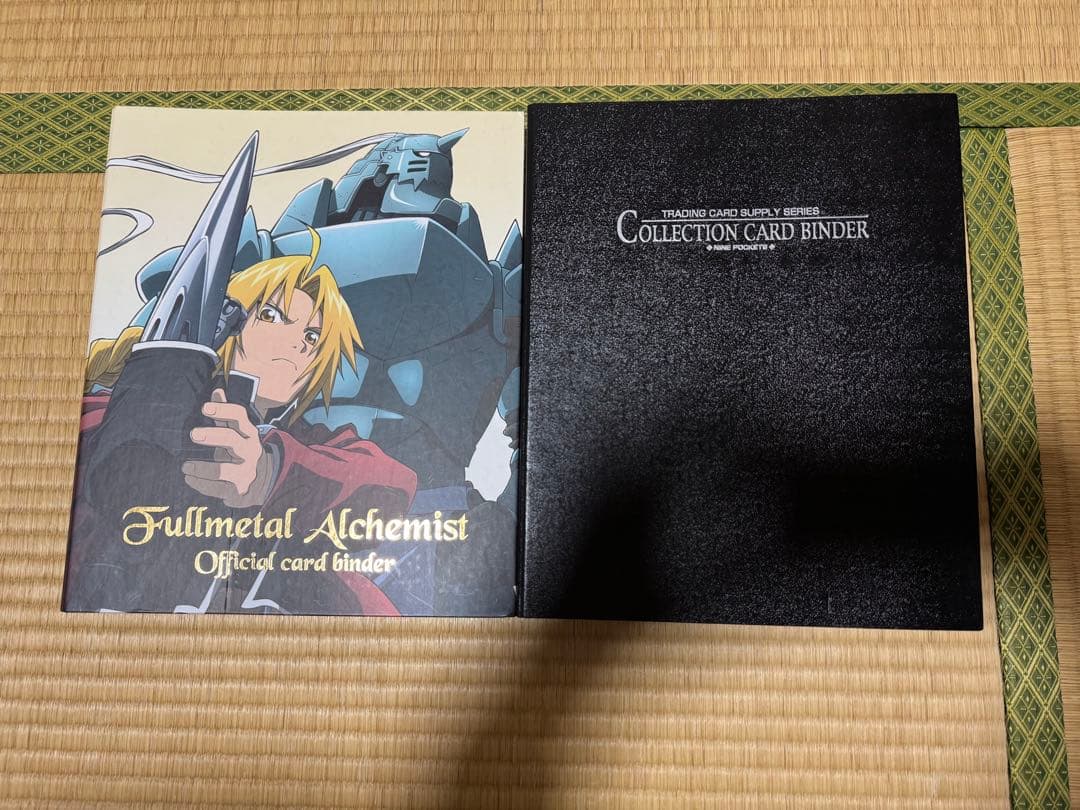 Fullmetal Alchemist
Official card binder
TRADING CARD SUPPLY SERIES
COLLECTION CARD BINDER
NINE POCKETS